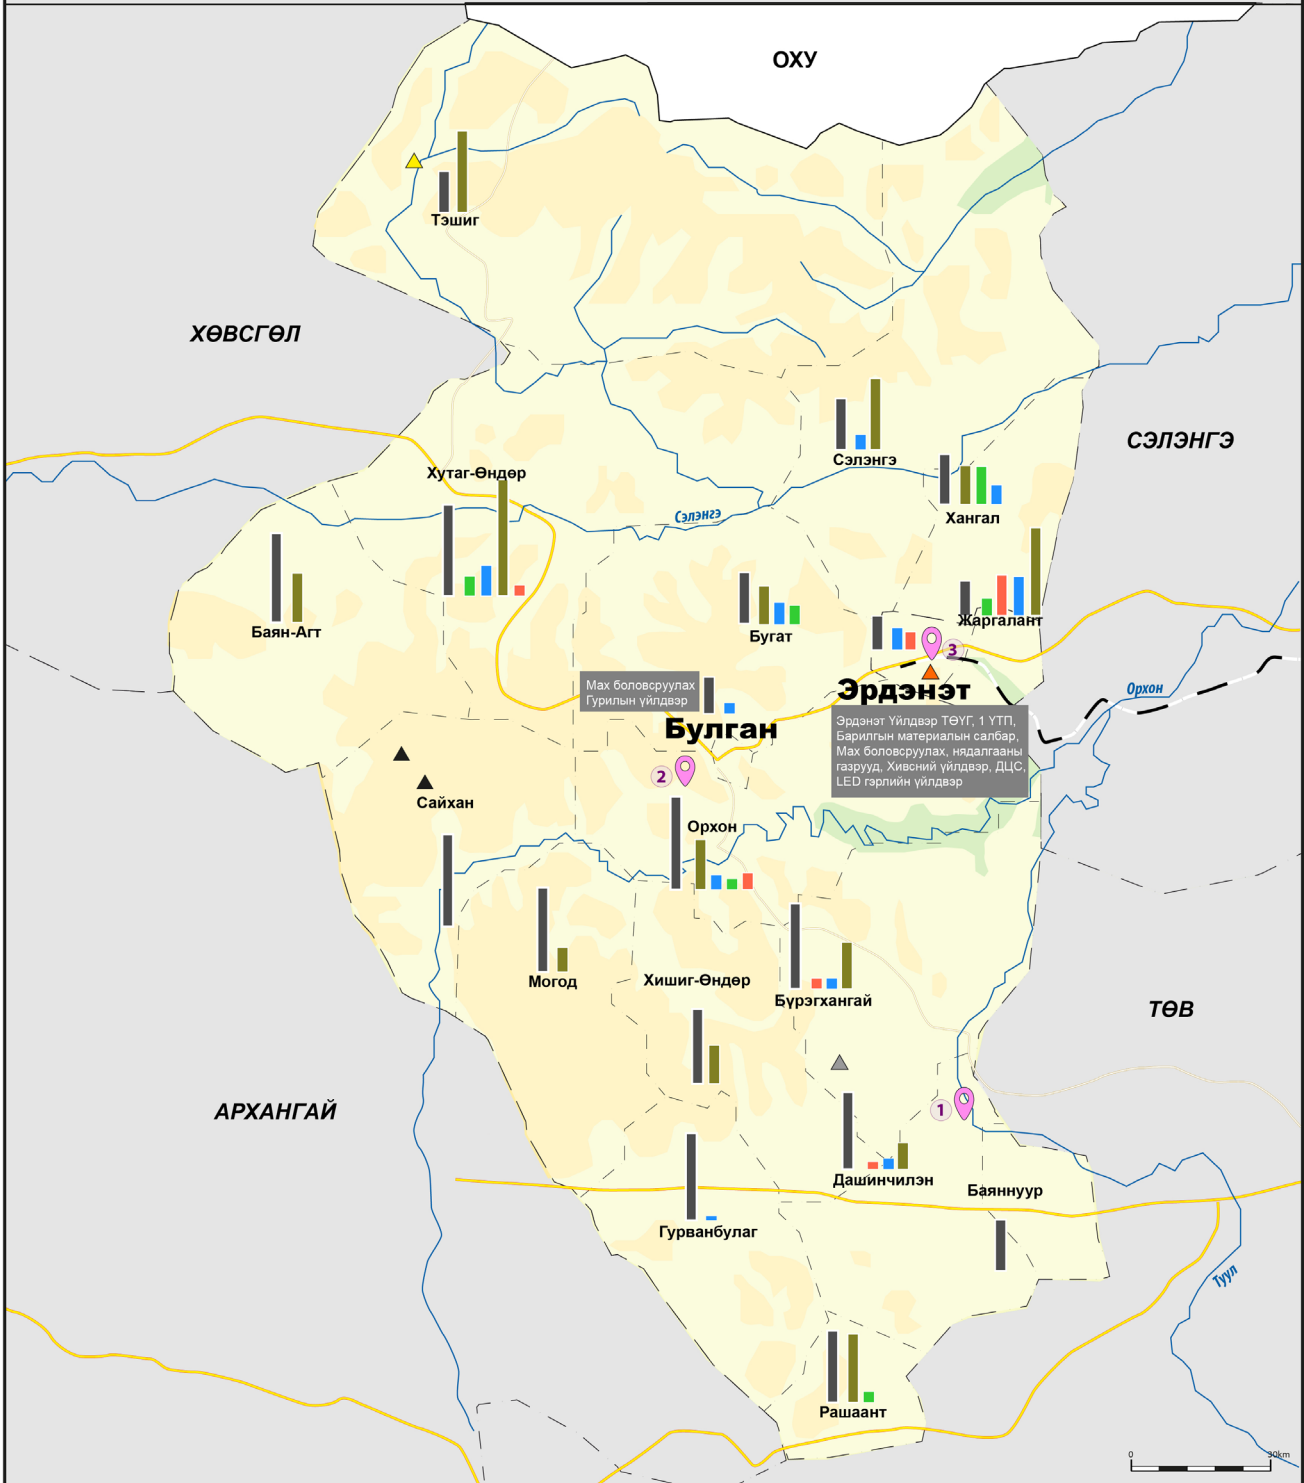 ОХУ
Тэшиг
ХӨВСГӨЛ
СЭЛЭНГЭ
Сэлэнгэ
Хутаг-Өндөр
Сэлэнгэ
Хангал
Баян-Агт
Бугат
Жаргалант
3
Мах боловсруулах
Гурилын үйлдвэр
Эрдэнэт
Орхон
Булган
Эрдэнэт Үйлдвэр ТӨҮГ, 1 ҮТП,
Барилгын материалын салбар,
Мах боловсруулах, нядалгааны
газрууд, Хивсний үйлдвэр, ДЦС,
LED гэрлийн үйлдвэр
2
Сайхан
Орхон
Могод
Хишиг-Өндөр
Бүрэгхангай
ТӨВ
АРХАНГАЙ
1
Дашинчилэн
Баяннуур
Гурванбулаг
Туул
Рашаант
0
30km